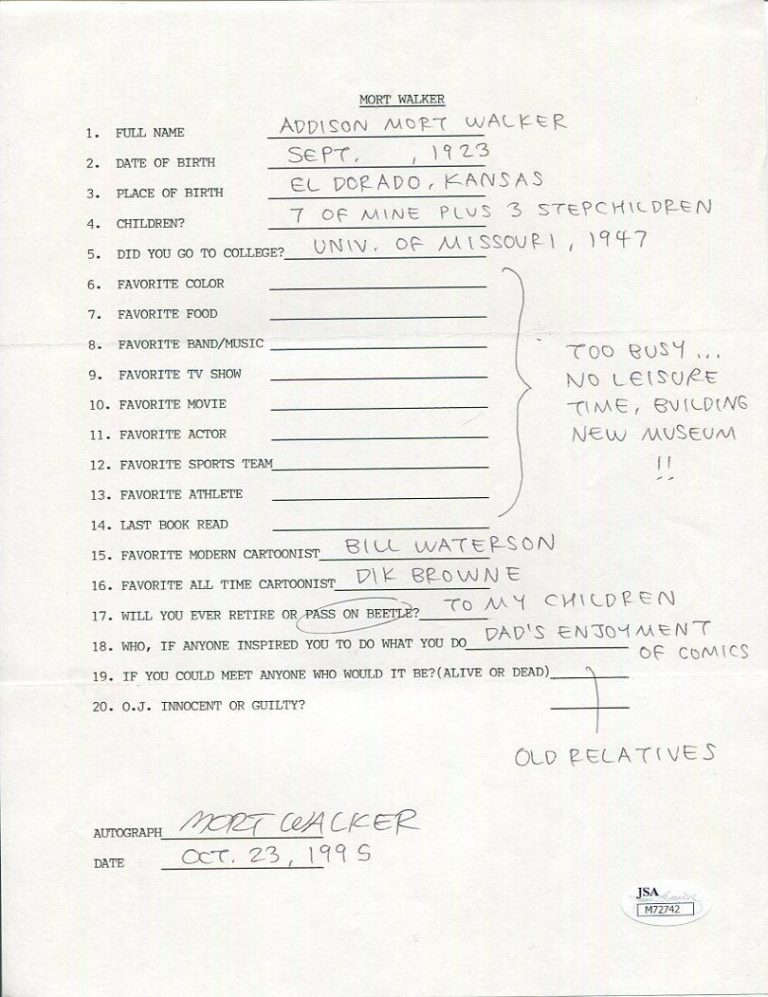 MORT WALKER
1. FULL NAME ADDISON MORT WALKER
2. DATE OF BIRTH SEPT. , 1923
3. PLACE OF BIRTH EL DORADO, KANSAS
4. CHILDREN? 7 OF MINE PLUS 3 STEPCHILDREN
5. DID YOU GO TO COLLEGE? UNIV. OF MISSOURI, 1947
6. FAVORITE COLOR
7. FAVORITE FOOD
8. FAVORITE BAND/MUSIC
9. FAVORITE TV SHOW
10. FAVORITE MOVIE
11. FAVORITE ACTOR
12. FAVORITE SPORTS TEAM
13. FAVORITE ATHLETE
14. LAST BOOK READ
TOO BUSY...
NO LEISURE
TIME, BUILDING
NEW MUSEUM
!!
15. FAVORITE MODERN CARTOONIST BILL WATERSON
16. FAVORITE ALL TIME CARTOONIST DIK BROWNE
17. WILL YOU EVER RETIRE OR PASS ON BEETLE? TO MY CHILDREN
18. WHO, IF ANYONE INSPIRED YOU TO DO WHAT YOU DO DAD'S ENJOYMENT
OF COMICS
19. IF YOU COULD MEET ANYONE WHO WOULD IT BE?(ALIVE OR DEAD)
20. O.J. INNOCENT OR GUILTY?
OLD RELATIVES
AUTOGRAPH MORT WALKER
DATE OCT. 23, 1995
JSA
M72742